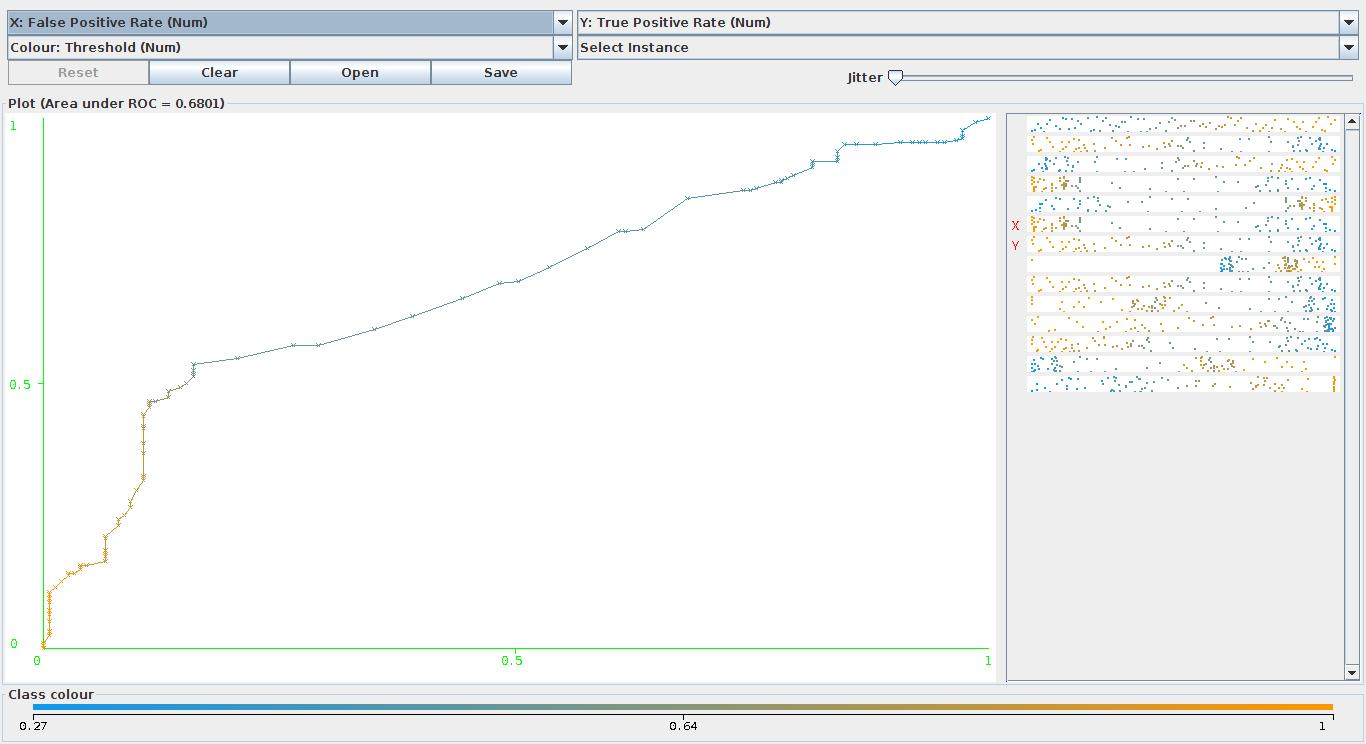 X: False Positive Rate (Num)
Y: True Positive Rate (Num)
Colour: Threshold (Num)
Select Instance
Reset
Clear
Open
Save
Jitter
Plot (Area under ROC = 0.6801)
1
0.5
0
0
0.5
1
X
Y
Class colour
0.27
0.64
1